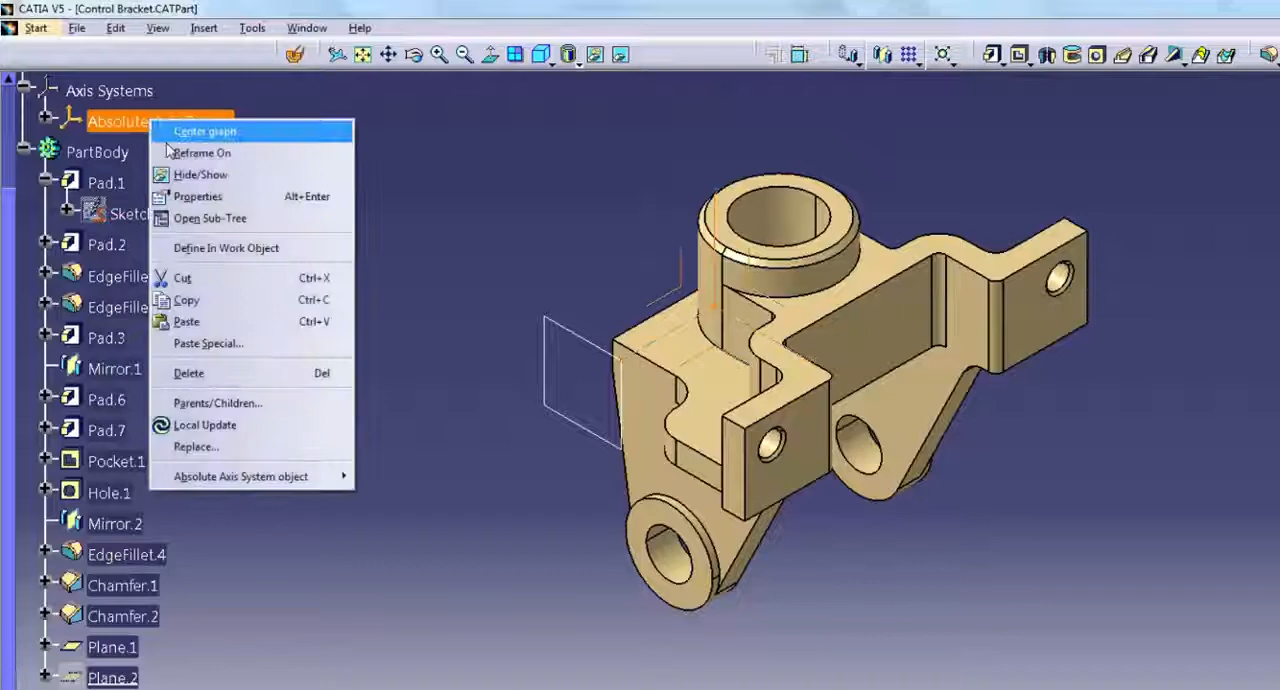 CATIA V5 - [Control Bracket.CATPart]
Start File Edit View Insert Tools Window Help
Axis Systems
Absolute
PartBody
Pad.1
Sketc
Pad.2
EdgeFille
EdgeFille
Pad.3
Mirror.1
Pad.6
Pad.7
Pocket.1
Hole.1
Mirror.2
EdgeFillet.4
Chamfer.1
Chamfer.2
Plane.1
Plane.2
Center graph
Reframe On
Hide/Show
Properties Alt+Enter
Open Sub-Tree
Define In Work Object
Cut Ctrl+X
Copy Ctrl+C
Paste Ctrl+V
Paste Special...
Delete Del
Parents/Children...
Local Update
Replace...
Absolute Axis System object